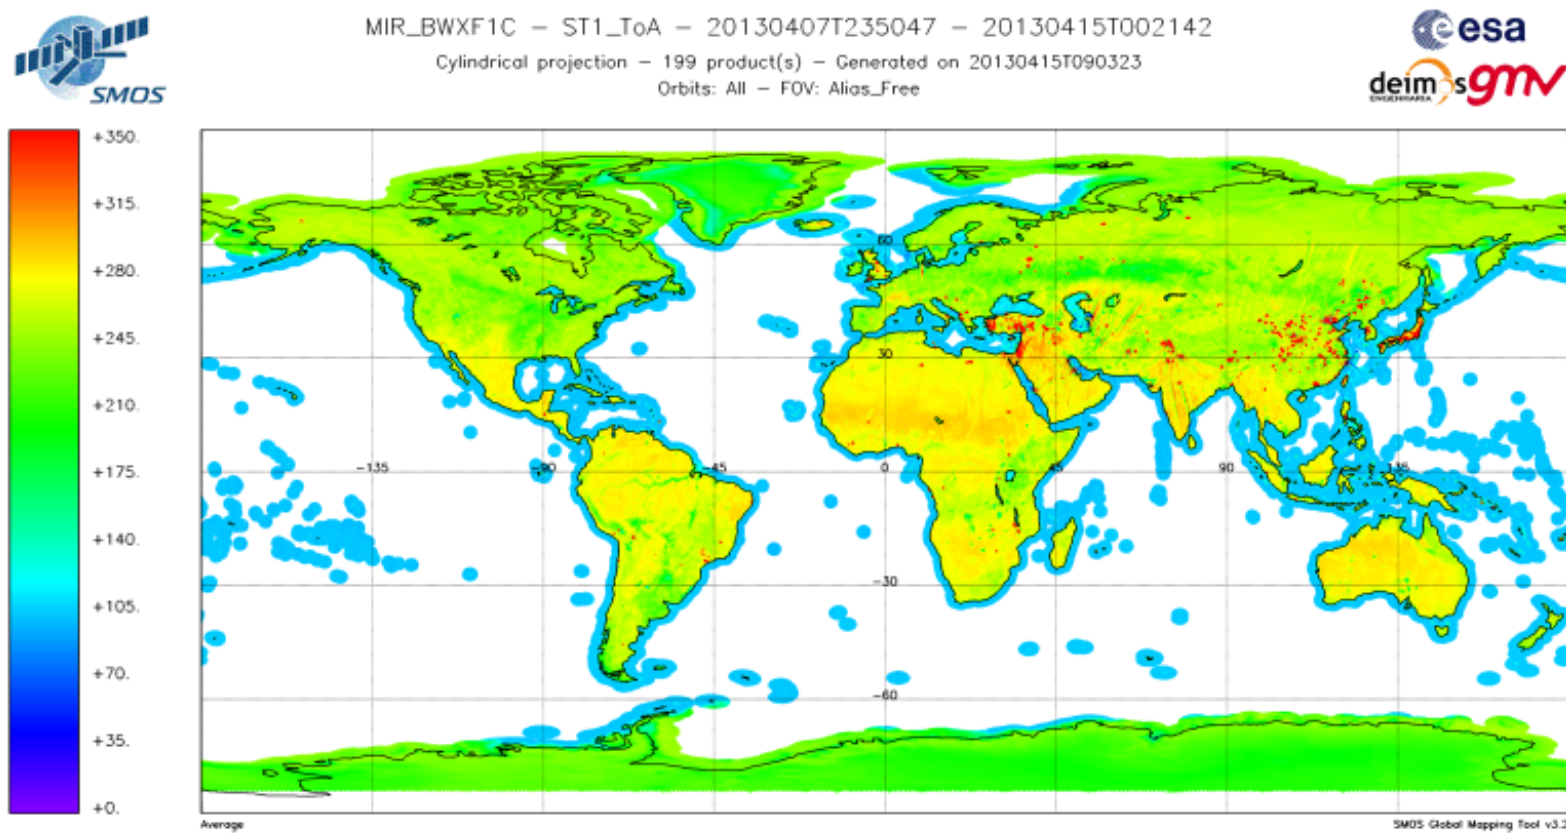 MIR_BWXF1C – ST1_ToA – 20130407T235047 – 20130415T002142
Cylindrical projection – 199 product(s) – Generated on 20130415T090323
Orbits: All – FOV: Alias_Free
SMOS
esa
deimos
ENGENHARIA
gmv
+350.
+315.
+280.
+245.
+210.
+175.
+140.
+105.
+70.
+35.
+0.
60
30
-135
-90
-45
0
45
90
135
-30
-60
Average
SMOS Global Mapping Tool